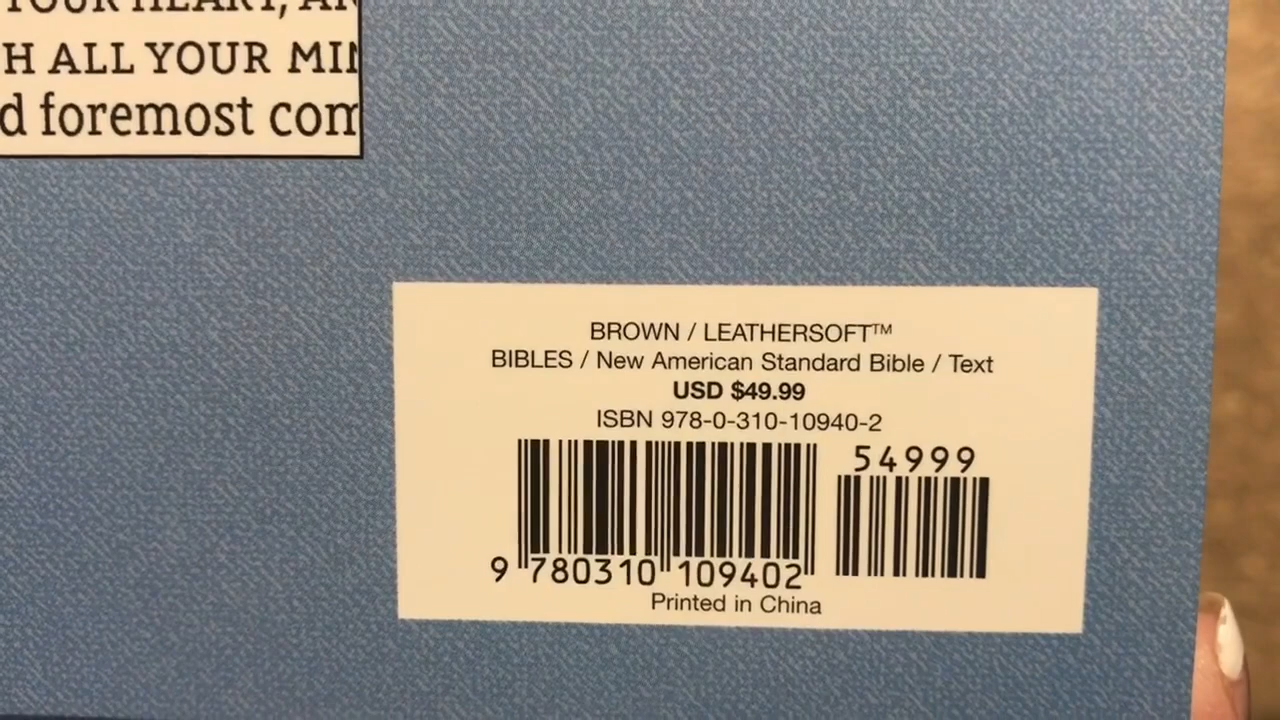 YOUR HEART, AN
H ALL YOUR MIN
d foremost com
BROWN / LEATHERSOFT™
BIBLES / New American Standard Bible / Text
USD $49.99
ISBN 978-0-310-10940-2
54999
9 780310 109402
Printed in China